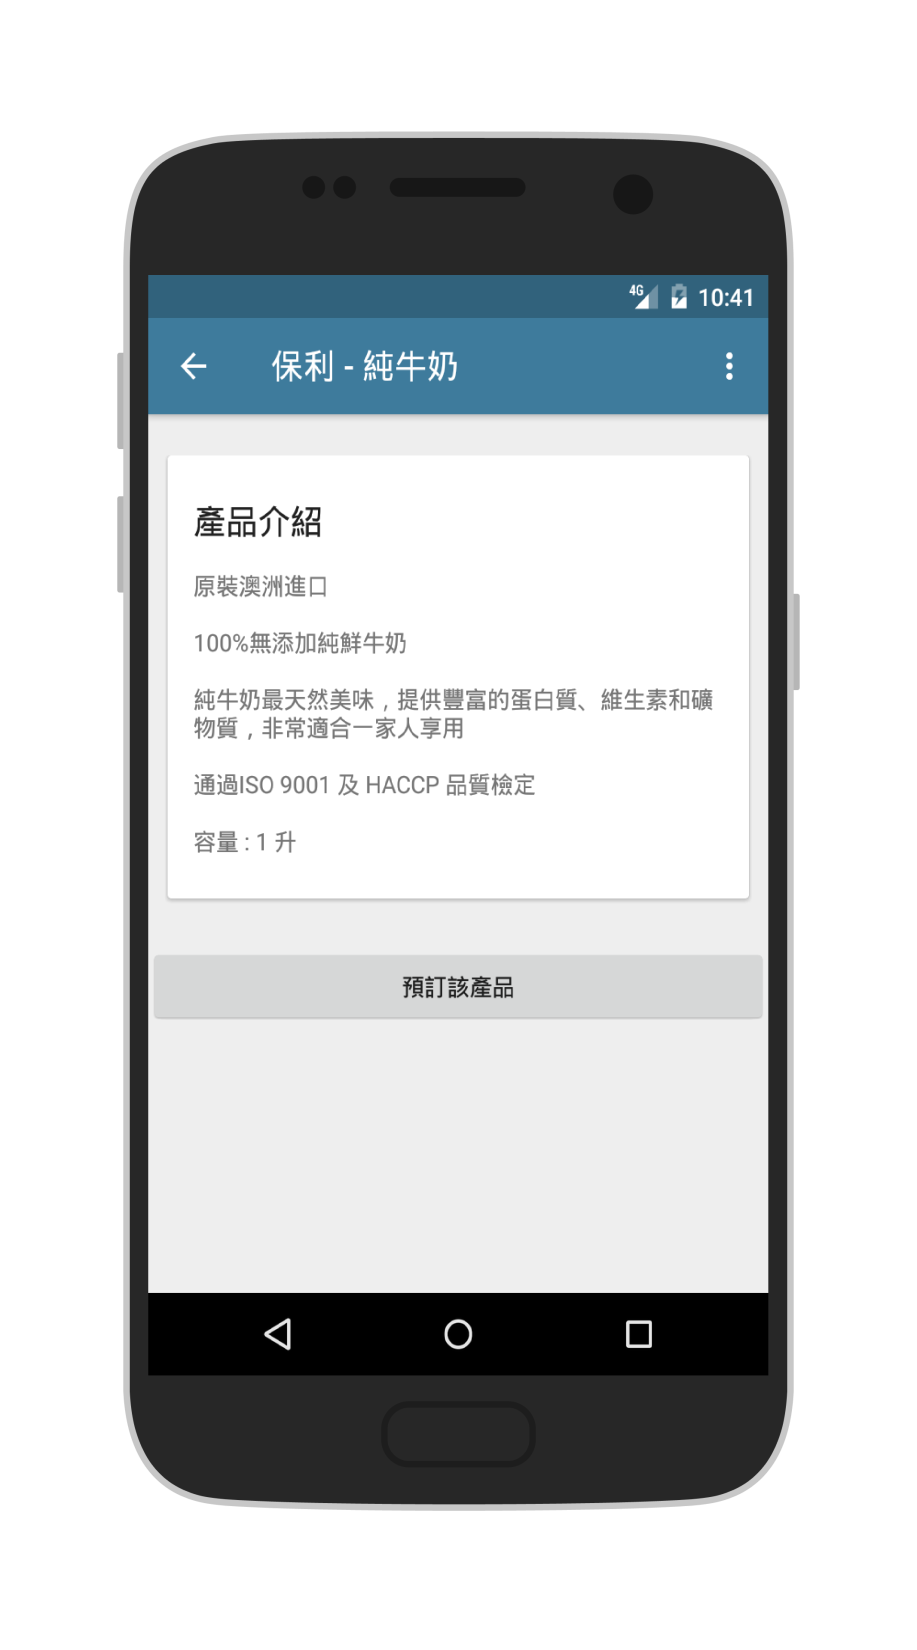 4G 10:41
保利 - 純牛奶
產品介紹
原裝澳洲進口
100%無添加純鮮牛奶
純牛奶最天然美味，提供豐富的蛋白質、維生素和礦
物質，非常適合一家人享用
通過ISO 9001 及 HACCP 品質檢定
容量 : 1 升
預訂該產品